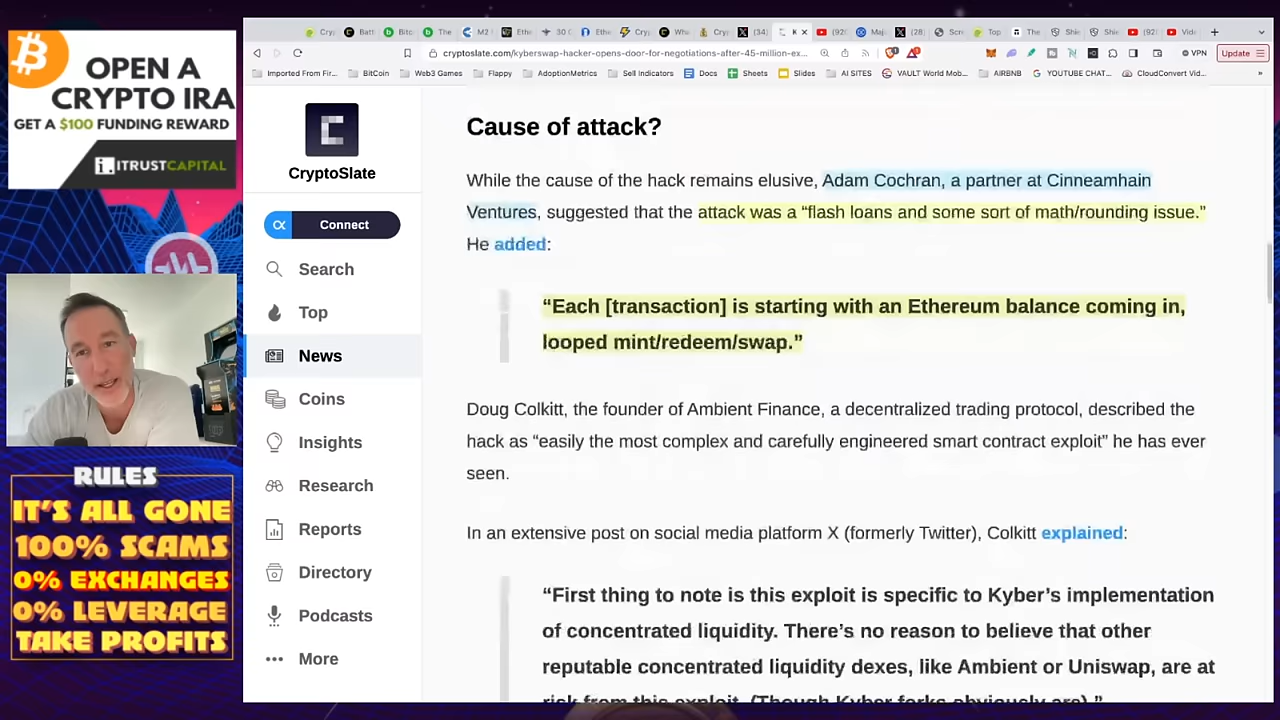 OPEN A
CRYPTO IRA
GET A $100 FUNDING REWARD
i. ITRUSTCAPITAL
RULES
IT'S ALL GONE
100% SCAMS
0% EXCHANGES
0% LEVERAGE
TAKE PROFITS
cryptoslate.com/kyberswap-hacker-opens-door-for-negotiations-after-45-million-ex...
VPN
Update
Imported From Fir...
BitCoin
Web3 Games
Flappy
AdoptionMetrics
Sell Indicators
Docs
Sheets
Slides
AI SITES
VAULT World Mob...
AIRBNB
YOUTUBE CHAT...
CloudConvert Vid...
CryptoSlate
Connect
Search
Top
News
Coins
Insights
Research
Reports
Directory
Podcasts
More
Cause of attack?
While the cause of the hack remains elusive, Adam Cochran, a partner at Cinneamhain
Ventures, suggested that the attack was a “flash loans and some sort of math/rounding issue.”
He added:
“Each [transaction] is starting with an Ethereum balance coming in,
looped mint/redeem/swap.”
Doug Colkitt, the founder of Ambient Finance, a decentralized trading protocol, described the
hack as “easily the most complex and carefully engineered smart contract exploit” he has ever
seen.
In an extensive post on social media platform X (formerly Twitter), Colkitt explained:
“First thing to note is this exploit is specific to Kyber’s implementation
of concentrated liquidity. There’s no reason to believe that other
reputable concentrated liquidity dexes, like Ambient or Uniswap, are at
risk from this exploit. (Though Kyber forks obviously are).”